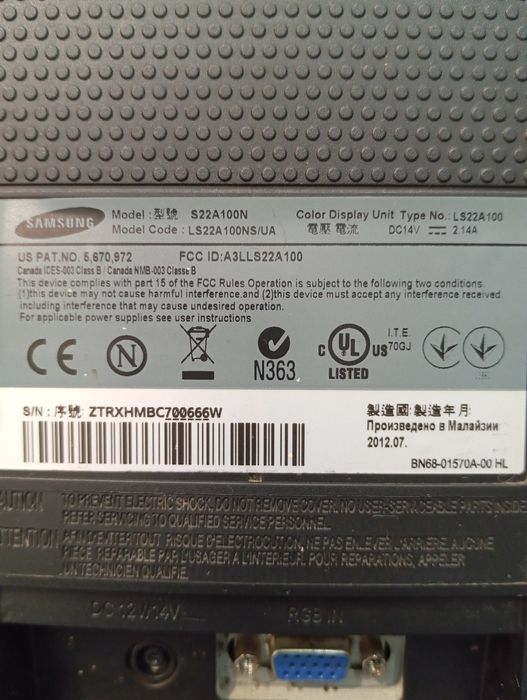 SAMSUNG
Model : 型號 S22A100N
Model Code : LS22A100NS/UA
Color Display Unit Type No.: LS22A100
電壓 電流 DC14V ⎓ 2.14A
US PAT.NO. 5,670,972 FCC ID:A3LLS22A100
Canada ICES-003 Class B / Canada NMB-003 Classe B
This device complies with part 15 of the FCC Rules Operation is subject to the following two conditions
(1)this device may not cause harmful interference.and (2)this device must accept any interference received
including interference that may cause undesired operation.
For applicable power supplies see user instructions
CE
N
N363
C UL US
LISTED
I.T.E.
70GJ
S/N : 序號: ZTRXHMBC700666W
製造國:製造年月:
Произведено в Малайзии
2012.07.
BN68-01570A-00 HL
CAUTION TO PREVENT ELECTRIC SHOCK, DO NOT REMOVE COVER. NO USER-SERVICEABLE PARTS INSIDE
REFER SERVICING TO QUALIFIED SERVICE PERSONNEL.
ATTENTION AFIN D'EVITER TOUT RISQUE D'ELECTROCUTION, NE PAS ENLEVER L'ARRIERE. AUCUNE
PIECE REPARABLE PAR L'USAGER A L'INTERIEUR. POUR REPARATIONS, APPELER
UN TECHNICIEN QUALIFIE.
DC 12V/14V
RGB IN